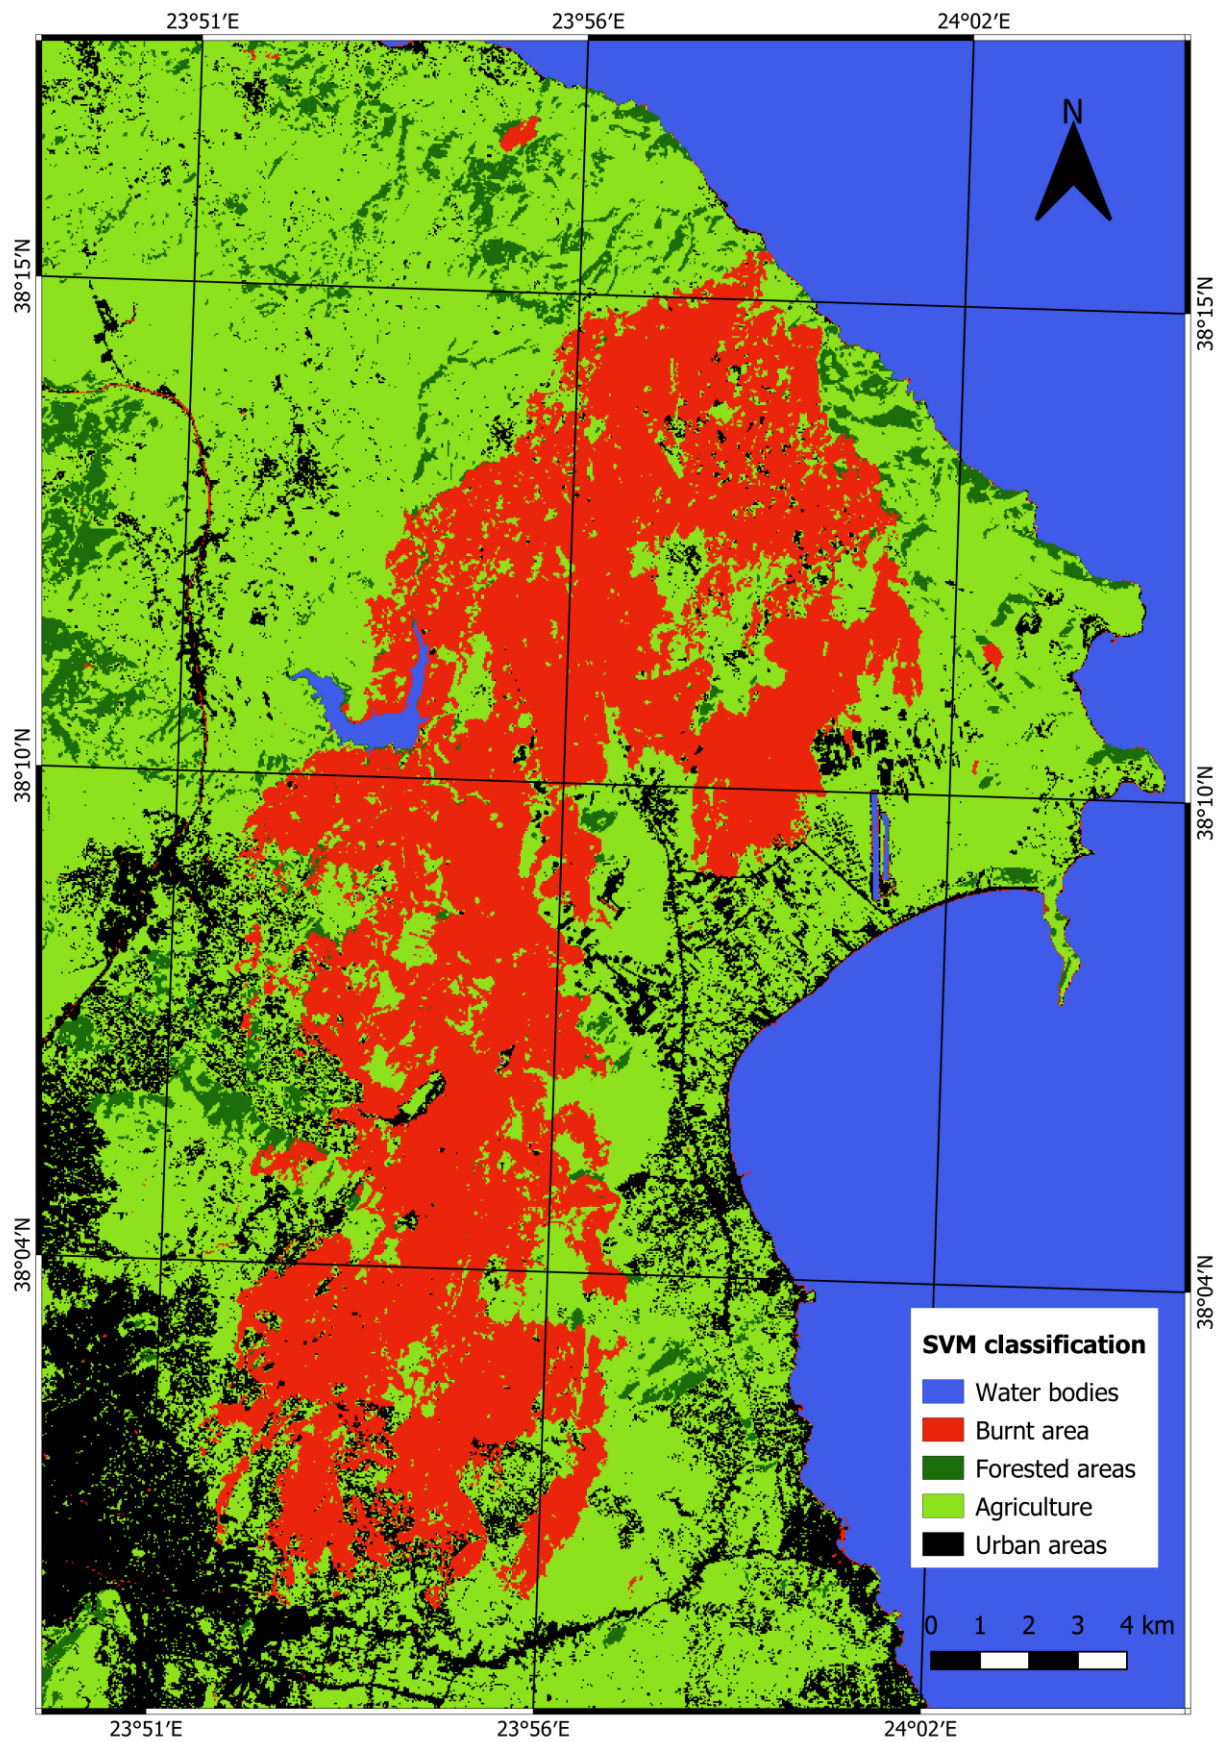 23°51′E 23°56′E 24°02′E
N
38°15′N
38°15′N
38°10′N
38°10′N
38°04′N
38°04′N
SVM classification
Water bodies
Burnt area
Forested areas
Agriculture
Urban areas
0 1 2 3 4 km
23°51′E 23°56′E 24°02′E